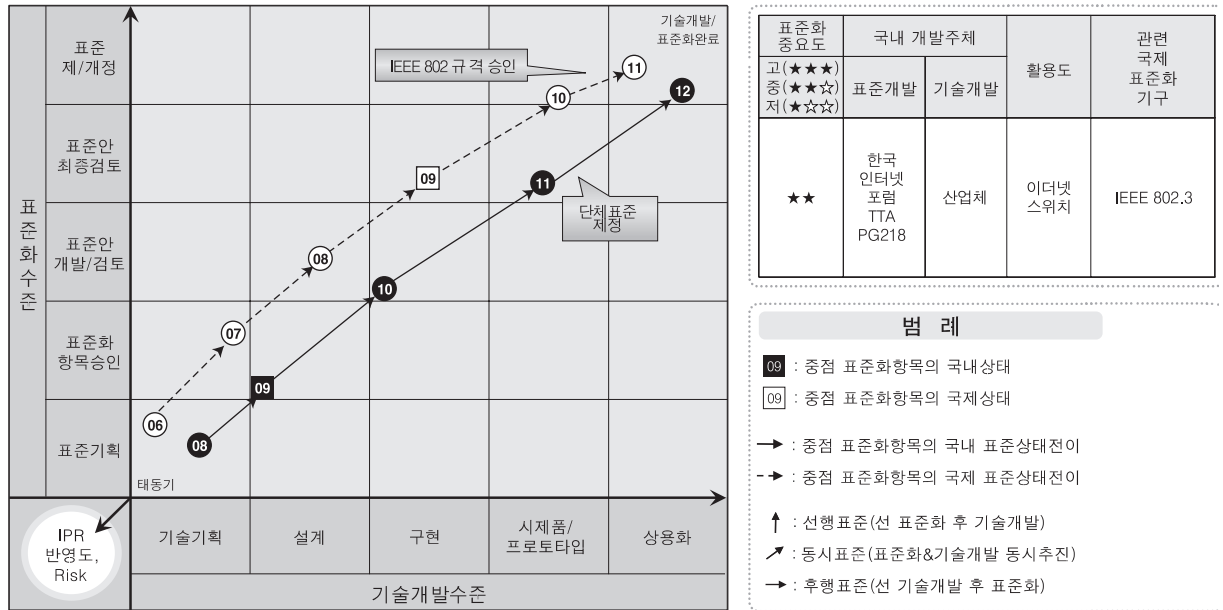 표준화수준
표준
제/개정
표준안
최종검토
표준안
개발/검토
표준화
항목승인
표준기획
기술개발/
표준화완료
IEEE 802 규격 승인
단체표준
제정
06
07
08
09
10
11
08
09
10
11
12
태동기
IPR
반영도,
Risk
기술기획
설계
구현
시제품/
프로토타입
상용화
기술개발수준
표준화
중요도
국내 개발주체
활용도
관련
국제
표준화
기구
고(★★★)
중(★★☆)
저(★☆☆)
표준개발
기술개발
★★
한국
인터넷
포럼
TTA
PG218
산업체
이더넷
스위치
IEEE 802.3
범 례
09 : 중점 표준화항목의 국내상태
09 : 중점 표준화항목의 국제상태
: 중점 표준화항목의 국내 표준상태전이
: 중점 표준화항목의 국제 표준상태전이
: 선행표준(선 표준화 후 기술개발)
: 동시표준(표준화&기술개발 동시추진)
: 후행표준(선 기술개발 후 표준화)